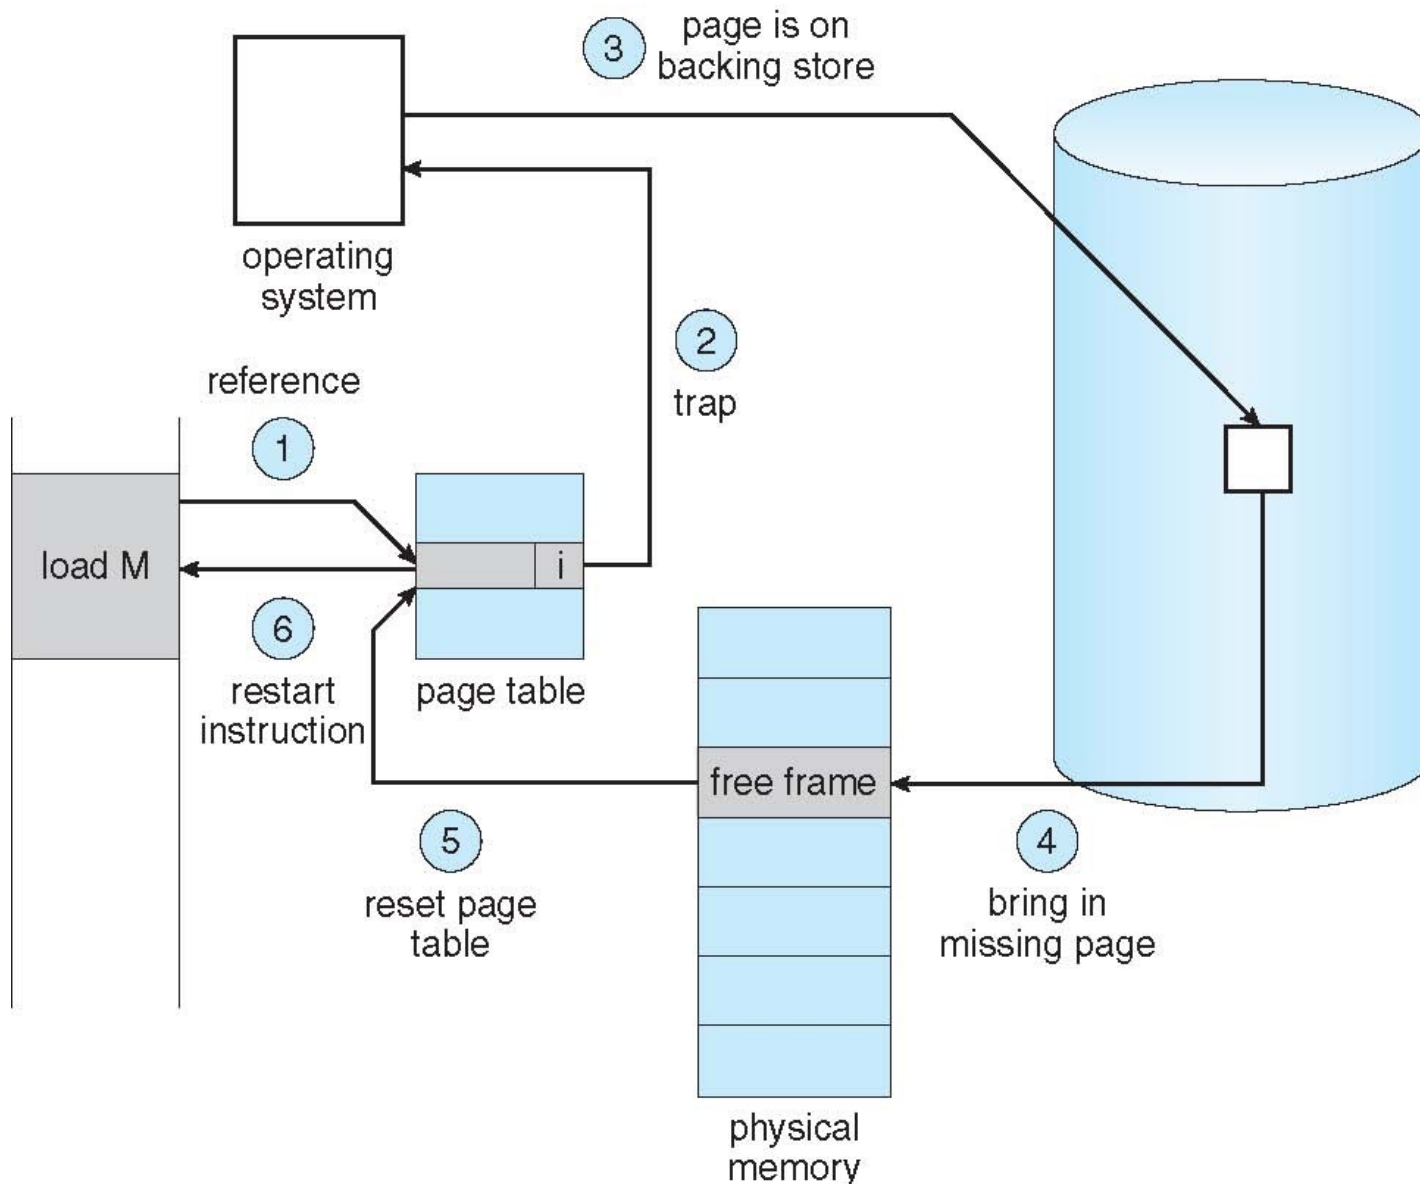 3
page is on
backing store
operating
system
2
trap
reference
1
load M
i
6
restart
instruction
page table
free frame
5
reset page
table
4
bring in
missing page
physical
memory